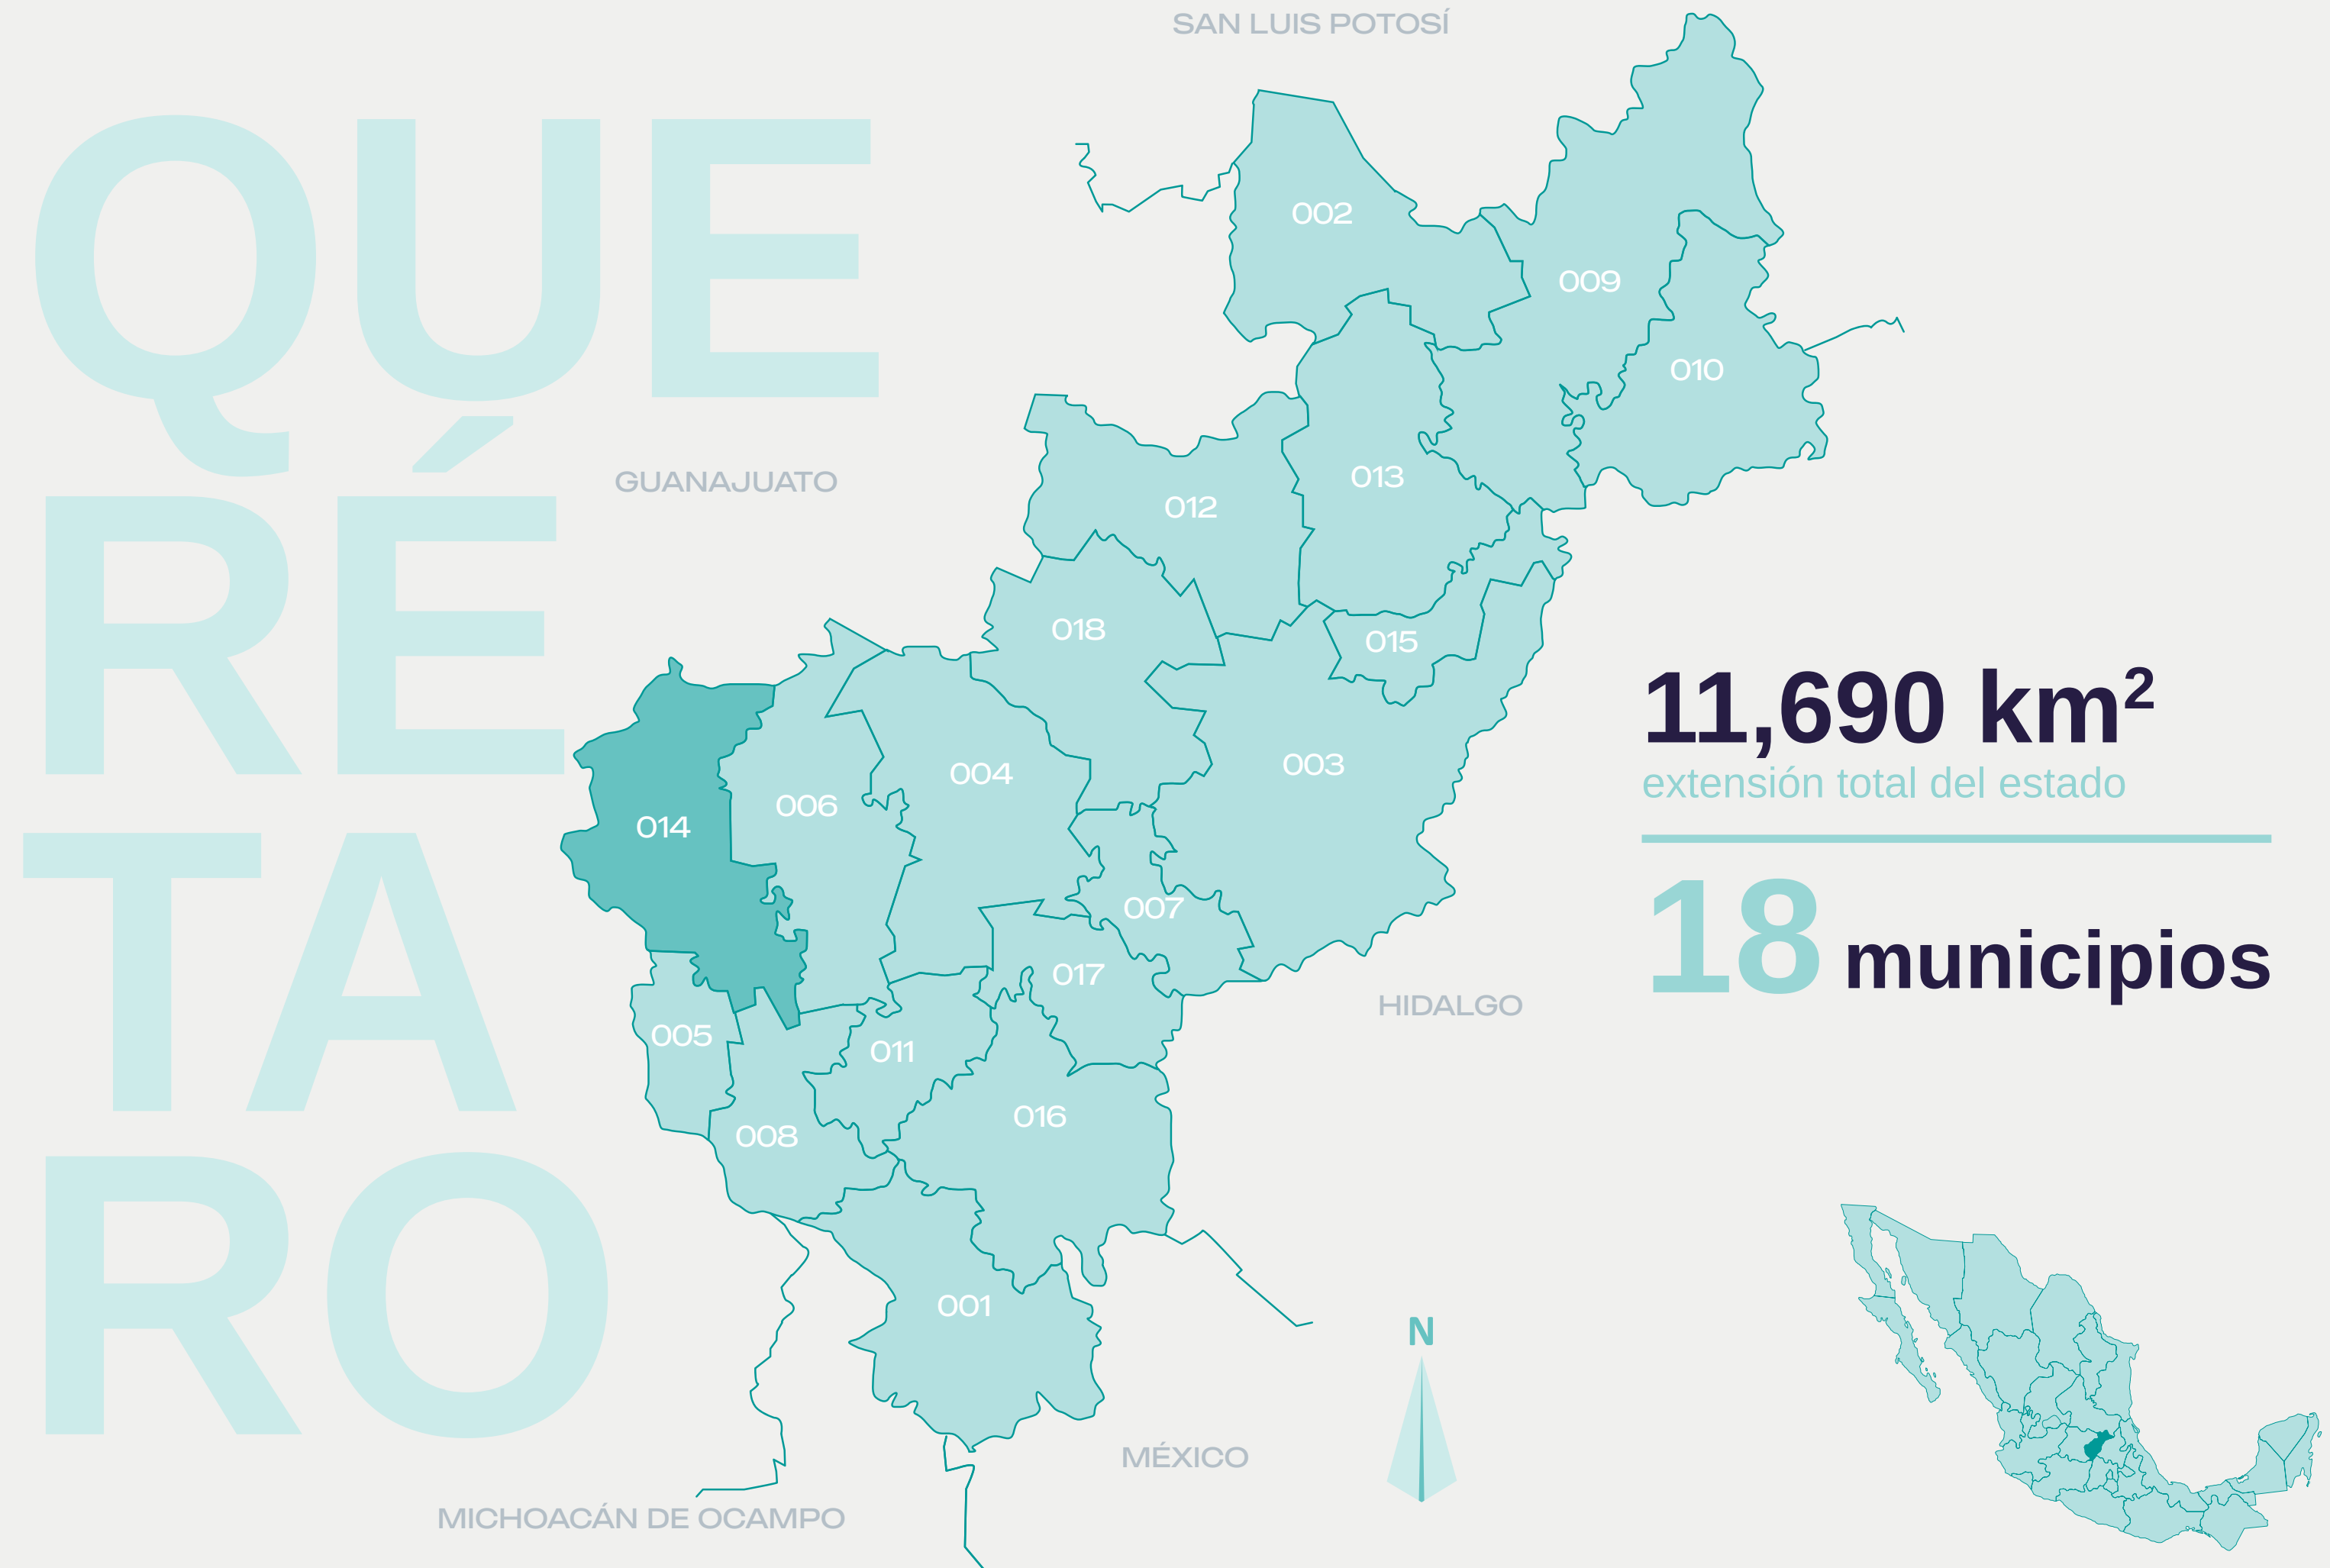 SAN LUIS POTOSÍ
QUE
RÉ
TA
RO
002
009
010
GUANAJUATO
013
012
018
015
11,690 km²
extensión total del estado
003
004
006
014
18 municipios
007
017
HIDALGO
005
011
016
008
001
N
MÉXICO
MICHOACÁN DE OCAMPO